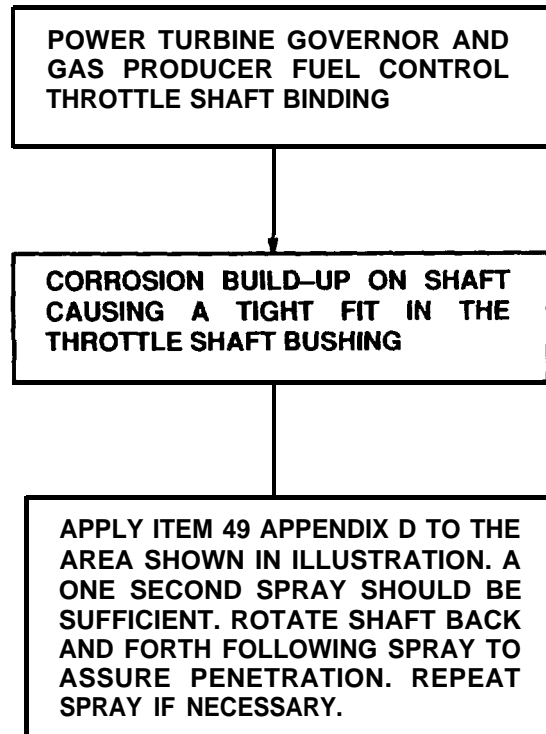 POWER TURBINE GOVERNOR AND
GAS PRODUCER FUEL CONTROL
THROTTLE SHAFT BINDING
CORROSION BUILD–UP ON SHAFT
CAUSING A TIGHT FIT IN THE
THROTTLE SHAFT BUSHING
APPLY ITEM 49 APPENDIX D TO THE
AREA SHOWN IN ILLUSTRATION. A
ONE SECOND SPRAY SHOULD BE
SUFFICIENT. ROTATE SHAFT BACK
AND FORTH FOLLOWING SPRAY TO
ASSURE PENETRATION. REPEAT
SPRAY IF NECESSARY.